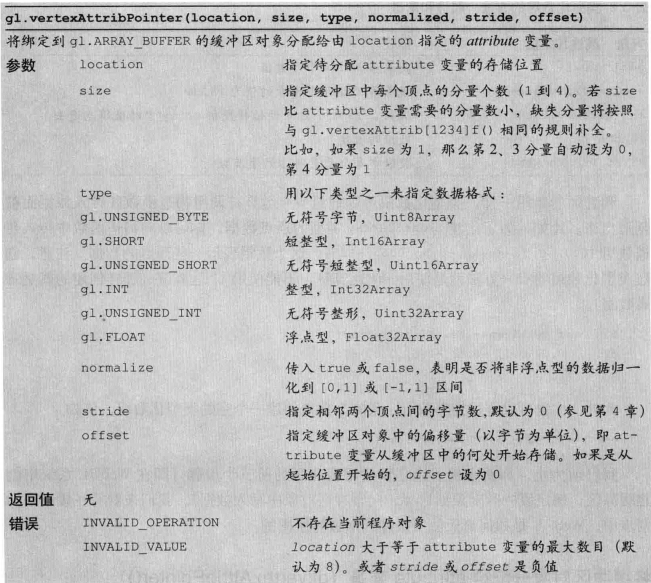 gl.vertexAttribPointer(location, size, type, normalized, stride, offset)
将绑定到 gl.ARRAY_BUFFER 的缓冲区对象分配给由 location 指定的 attribute 变量。
参数 location 指定待分配 attribute 变量的存储位置
size 指定缓冲区中每个顶点的分量个数（1 到 4）。若 size
比 attribute 变量需要的分量数小，缺失分量将按照
与 gl.vertexAttrib[1234]f() 相同的规则补全。
比如，如果 size 为 1，那么第 2、3 分量自动设为 0，
第 4 分量为 1
type 用以下类型之一来指定数据格式：
gl.UNSIGNED_BYTE 无符号字节，Uint8Array
gl.SHORT 短整型，Int16Array
gl.UNSIGNED_SHORT 无符号短整型，Uint16Array
gl.INT 整型，Int32Array
gl.UNSIGNED_INT 无符号整形，Uint32Array
gl.FLOAT 浮点型，Float32Array
normalize 传入 true 或 false，表明是否将非浮点型的数据归一
化到 [0,1] 或 [-1,1] 区间
stride 指定相邻两个顶点间的字节数，默认为 0（参见第 4 章）
offset 指定缓冲区对象中的偏移量（以字节为单位），即 at-
tribute 变量从缓冲区中的何处开始存储。如果是从
起始位置开始的，offset 设为 0
返回值 无
错误 INVALID_OPERATION 不存在当前程序对象
INVALID_VALUE location 大于等于 attribute 变量的最大数目（默
认为 8）。或者 stride 或 offset 是负值